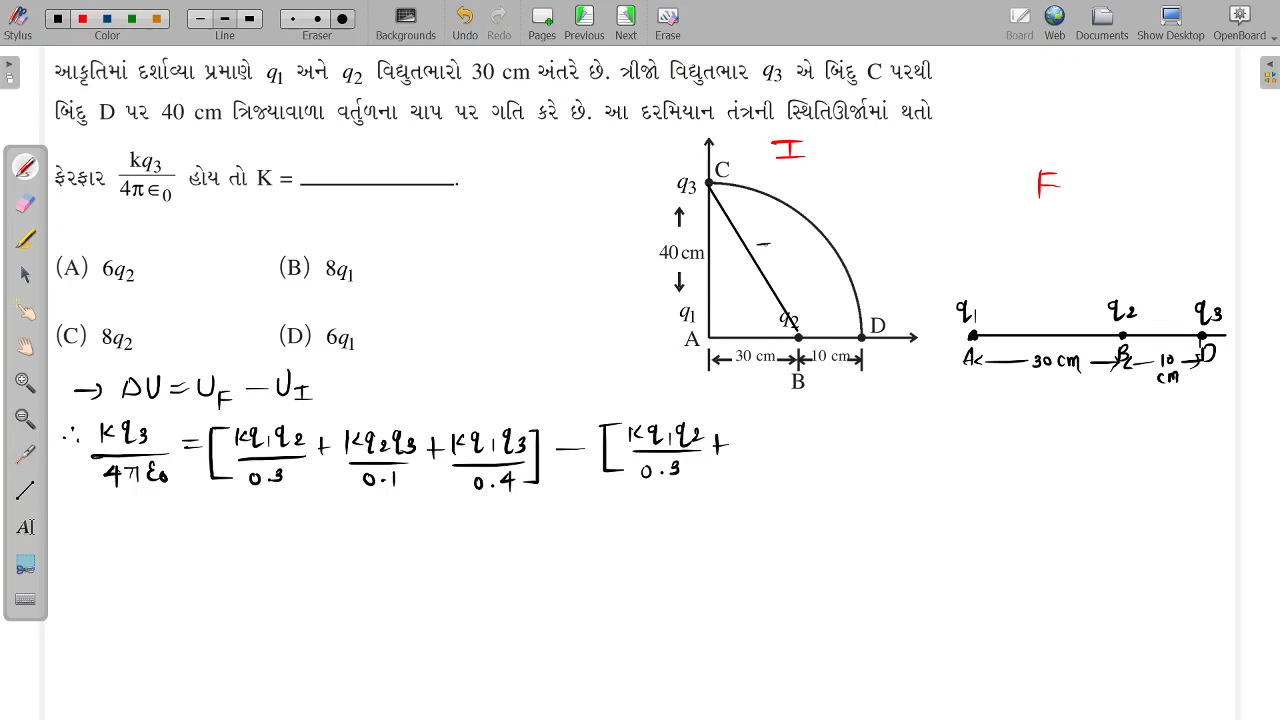 Stylus Color Line Eraser Backgrounds Undo Redo Pages Previous Next Erase Board Web Documents Show Desktop OpenBoard
આકૃતિમાં દર્શાવ્યા પ્રમાણે q1 અને q2 વિદ્યુતભારો 30 cm અંતરે છે. ત્રીજો વિદ્યુતભાર q3 એ બિંદુ C પરથી
બિંદુ D પર 40 cm ત્રિજ્યાવાળા વર્તુળના ચાપ પર ગતિ કરે છે. આ દરમિયાન તંત્રની સ્થિતિઊર્જામાં થતો
ફેરફાર kq3/4π∈0 હોય તો K = ____________.
(A) 6q2 (B) 8q1
(C) 8q2 (D) 6q1
I
C
q3
40 cm
q1 q2 D
A
30 cm 10 cm
B
F
q1 q2 q3
A B D
30 cm 10 cm
→ ΔU = UF – UI
∴ kq3/4πε0 = [kq1q2/0.3 + kq2q3/0.1 + kq1q3/0.4] – [kq1q2/0.3 +
AI